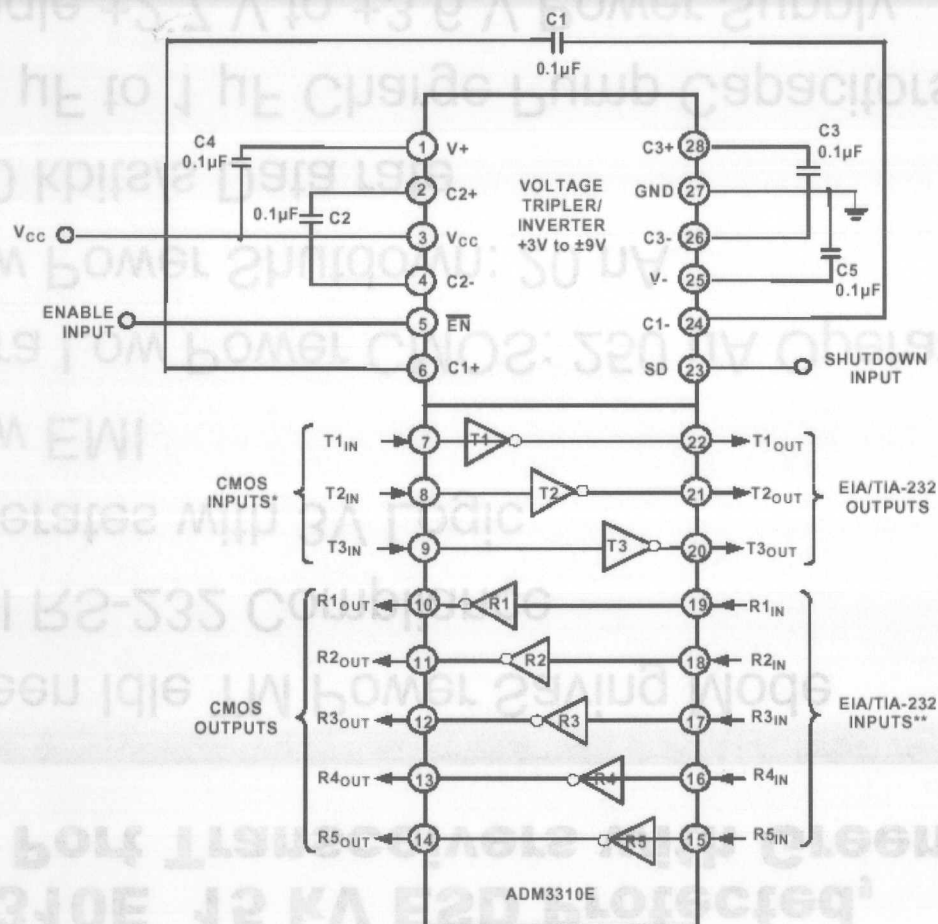 C1
0.1µF
C4
0.1µF
C2
0.1µF
V_CC
ENABLE INPUT
1 V+
2 C2+
3 V_CC
4 C2-
5 E̅N̅
6 C1+
VOLTAGE
TRIPLER/
INVERTER
+3V to ±9V
C3+ 28
GND 27
C3- 26
V- 25
C1- 24
SD 23
C3
0.1µF
C5
0.1µF
SHUTDOWN INPUT
CMOS
INPUTS*
T1IN 7 T1 22 T1OUT
T2IN 8 T2 21 T2OUT
T3IN 9 T3 20 T3OUT
EIA/TIA-232
OUTPUTS
CMOS
OUTPUTS
R1OUT 10 R1 19 R1IN
R2OUT 11 R2 18 R2IN
R3OUT 12 R3 17 R3IN
R4OUT 13 R4 16 R4IN
R5OUT 14 R5 15 R5IN
EIA/TIA-232
INPUTS**
ADM3310E